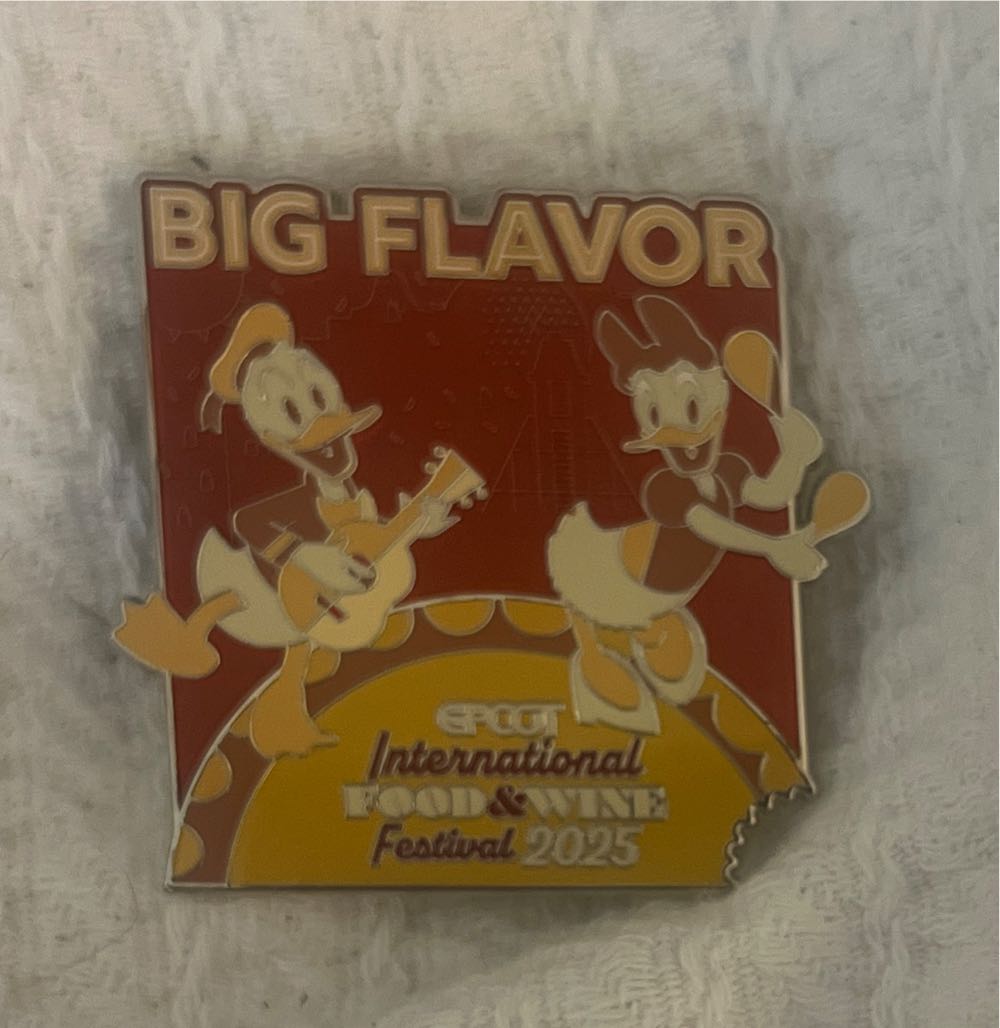 BIG FLAVOR
EPCOT
International
FOOD & WINE
Festival 2025